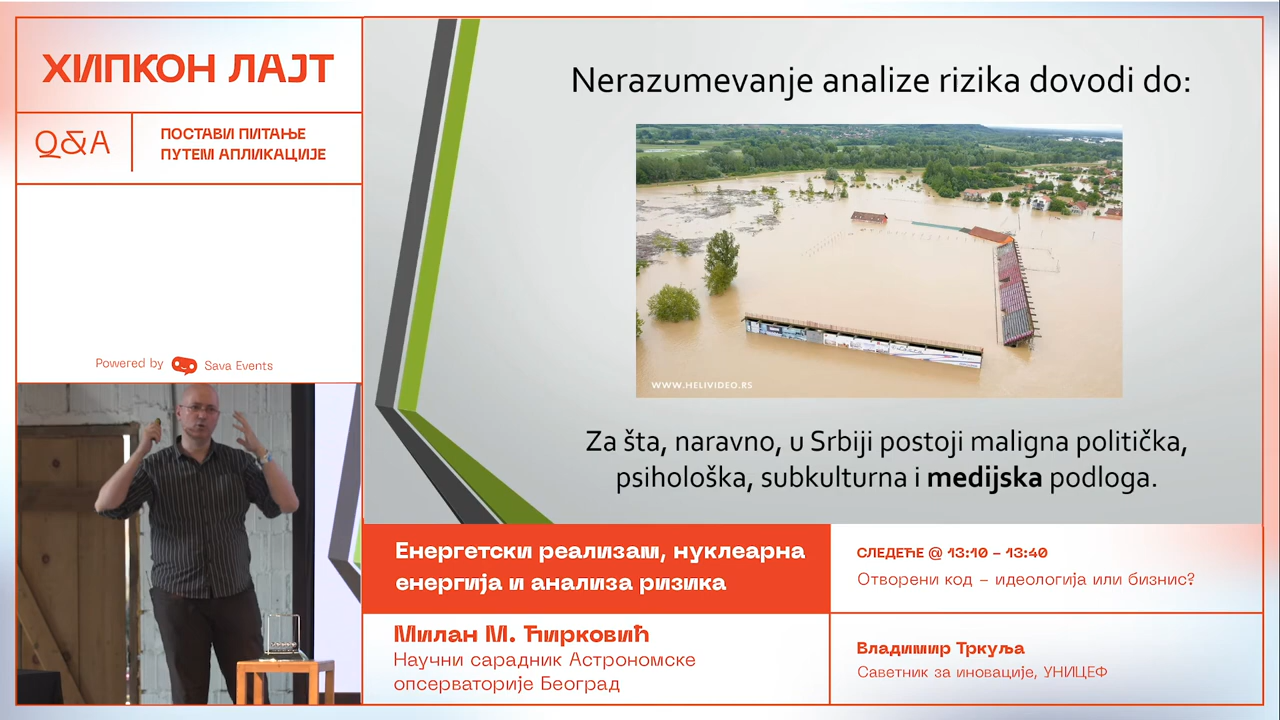 ХИПКОН ЛАЈТ
Q&A
ПОСТАВИ ПИТАЊЕ
ПУТЕМ АПЛИКАЦИЈЕ
Powered by Sava Events
Nerazumevanje analize rizika dovodi do:
WWW.HELIVIDEO.RS
Za šta, naravno, u Srbiji postoji maligna politička,
psihološka, subkulturna i medijska podloga.
Енергетски реализам, нуклеарна
енергија и анализа ризика
Милан М. Ћирковић
Научни сарадник Астрономске
опсерваторије Београд
СЛЕДЕЋЕ @ 13:10 – 13:40
Отворени код – идеологија или бизнис?
Владимир Тркуља
Саветник за иновације, УНИЦЕФ